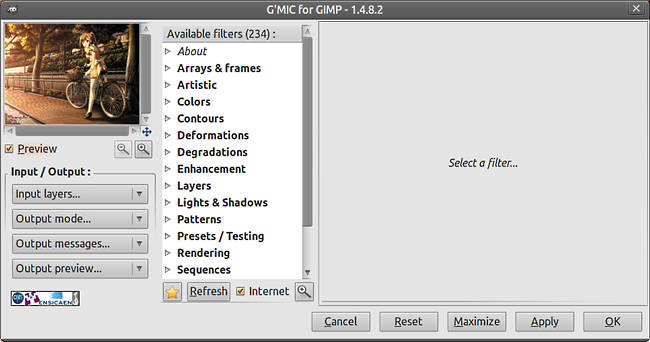 G'MIC for GIMP - 1.4.8.2
Available filters (234) :
About
Arrays & frames
Artistic
Colors
Contours
Deformations
Degradations
Enhancement
Layers
Lights & Shadows
Patterns
Presets / Testing
Rendering
Sequences
Preview
Input / Output :
Input layers...
Output mode...
Output messages...
Output preview...
ENSICAEN
Refresh
Internet
Select a filter...
Cancel
Reset
Maximize
Apply
OK